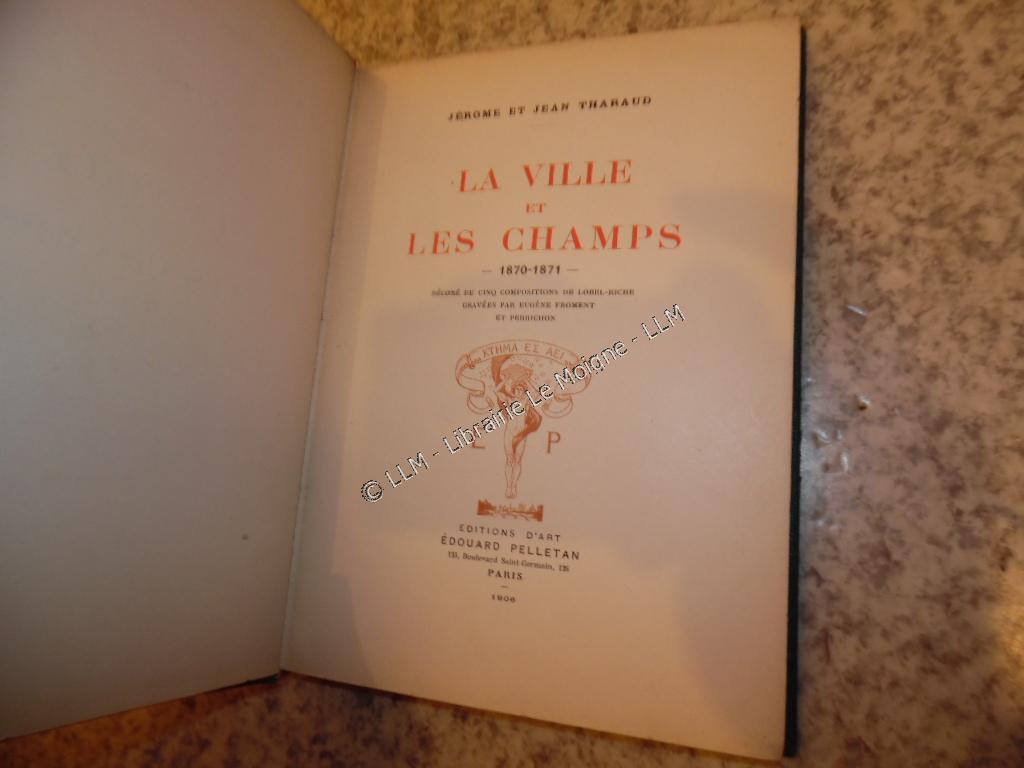 JÉROME ET JEAN THARAUD
LA VILLE
ET
LES CHAMPS
— 1870-1871 —
DÉCORÉ DE CINQ COMPOSITIONS DE LOBEL-RICHE
GRAVÉES PAR EUGÈNE FROMENT
ET PERRICHON
ΚΤΗΜΑ ΕΣ ΑΕΙ
© LLM - Librairie Le Moigne - LLM
E P
EDITIONS D'ART
ÉDOUARD PELLETAN
125, Boulevard Saint-Germain, 125
PARIS
—
1906